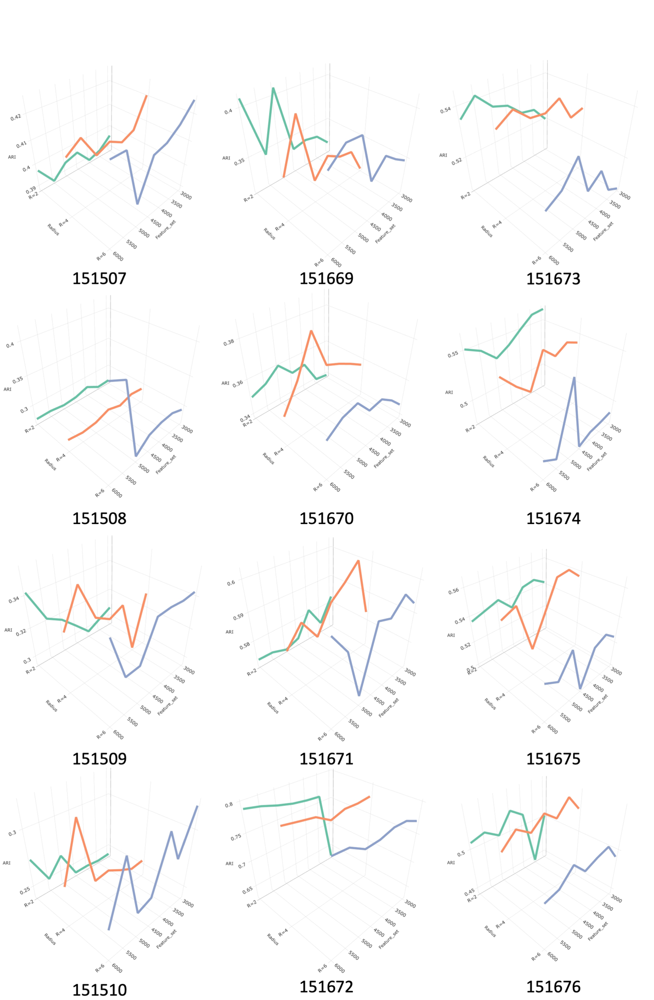 0.42
0.41
ARI
0.4
0.39
R=2
Radius
R=4
R=6
6000
5500
5000
4500
4000
3500
3000
Feature_set
151507
0.4
ARI
0.35
R=2
Radius
R=4
R=6
6000
5500
5000
4500
4000
3500
3000
Feature_set
151669
0.54
ARI
0.52
R=2
Radius
R=4
R=6
6000
5500
5000
4500
4000
3500
3000
Feature_set
151673
0.4
0.35
ARI
0.3
R=2
Radius
R=4
R=6
6000
5500
5000
4500
4000
3500
3000
Feature_set
151508
0.38
ARI
0.36
0.34
R=2
Radius
R=4
R=6
6000
5500
5000
4500
4000
3500
3000
Feature_set
151670
0.55
ARI
0.5
R=2
Radius
R=4
R=6
6000
5500
5000
4500
4000
3500
3000
Feature_set
151674
0.34
ARI
0.32
0.3
R=2
Radius
R=4
R=6
6000
5500
5000
4500
4000
3500
3000
Feature_set
151509
0.6
0.59
ARI
0.58
R=2
Radius
R=4
R=6
6000
5500
5000
4500
4000
3500
3000
Feature_set
151671
0.56
0.54
ARI
0.52
0.5
R=2
Radius
R=4
R=6
6000
5500
5000
4500
4000
3500
3000
Feature_set
151675
0.3
ARI
0.25
R=2
Radius
R=4
R=6
6000
5500
5000
4500
4000
3500
3000
Feature_set
151510
0.8
0.75
ARI
0.7
0.65
R=2
Radius
R=4
R=6
6000
5500
5000
4500
4000
3500
3000
Feature_set
151672
0.5
ARI
0.45
R=2
Radius
R=4
R=6
6000
5500
5000
4500
4000
3500
3000
Feature_set
151676